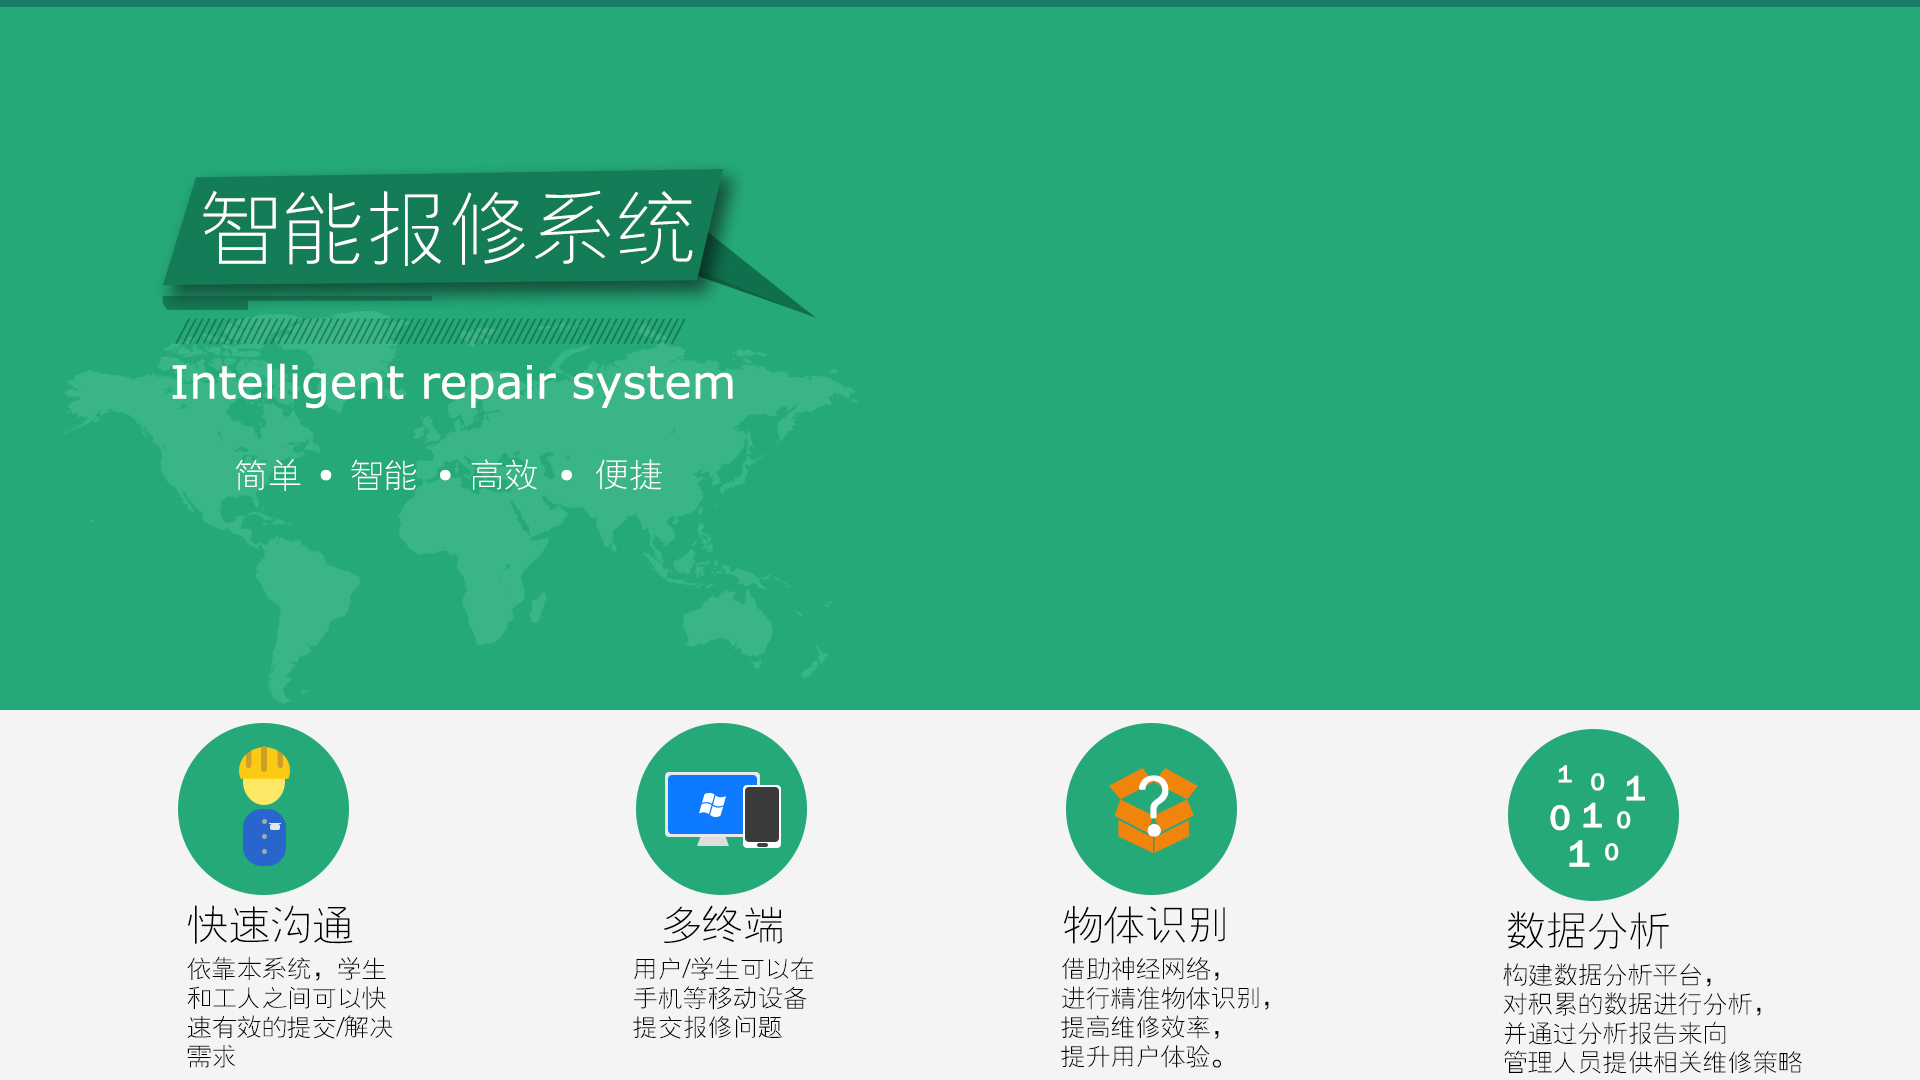 智能报修系统
Intelligent repair system
简单 • 智能 • 高效 • 便捷
快速沟通
依靠本系统，学生
和工人之间可以快
速有效的提交/解决
需求
多终端
用户/学生可以在
手机等移动设备
提交报修问题
?
物体识别
借助神经网络，
进行精准物体识别，
提高维修效率，
提升用户体验。
1 0 1
0 1 0
1 0
数据分析
构建数据分析平台，
对积累的数据进行分析，
并通过分析报告来向
管理人员提供相关维修策略